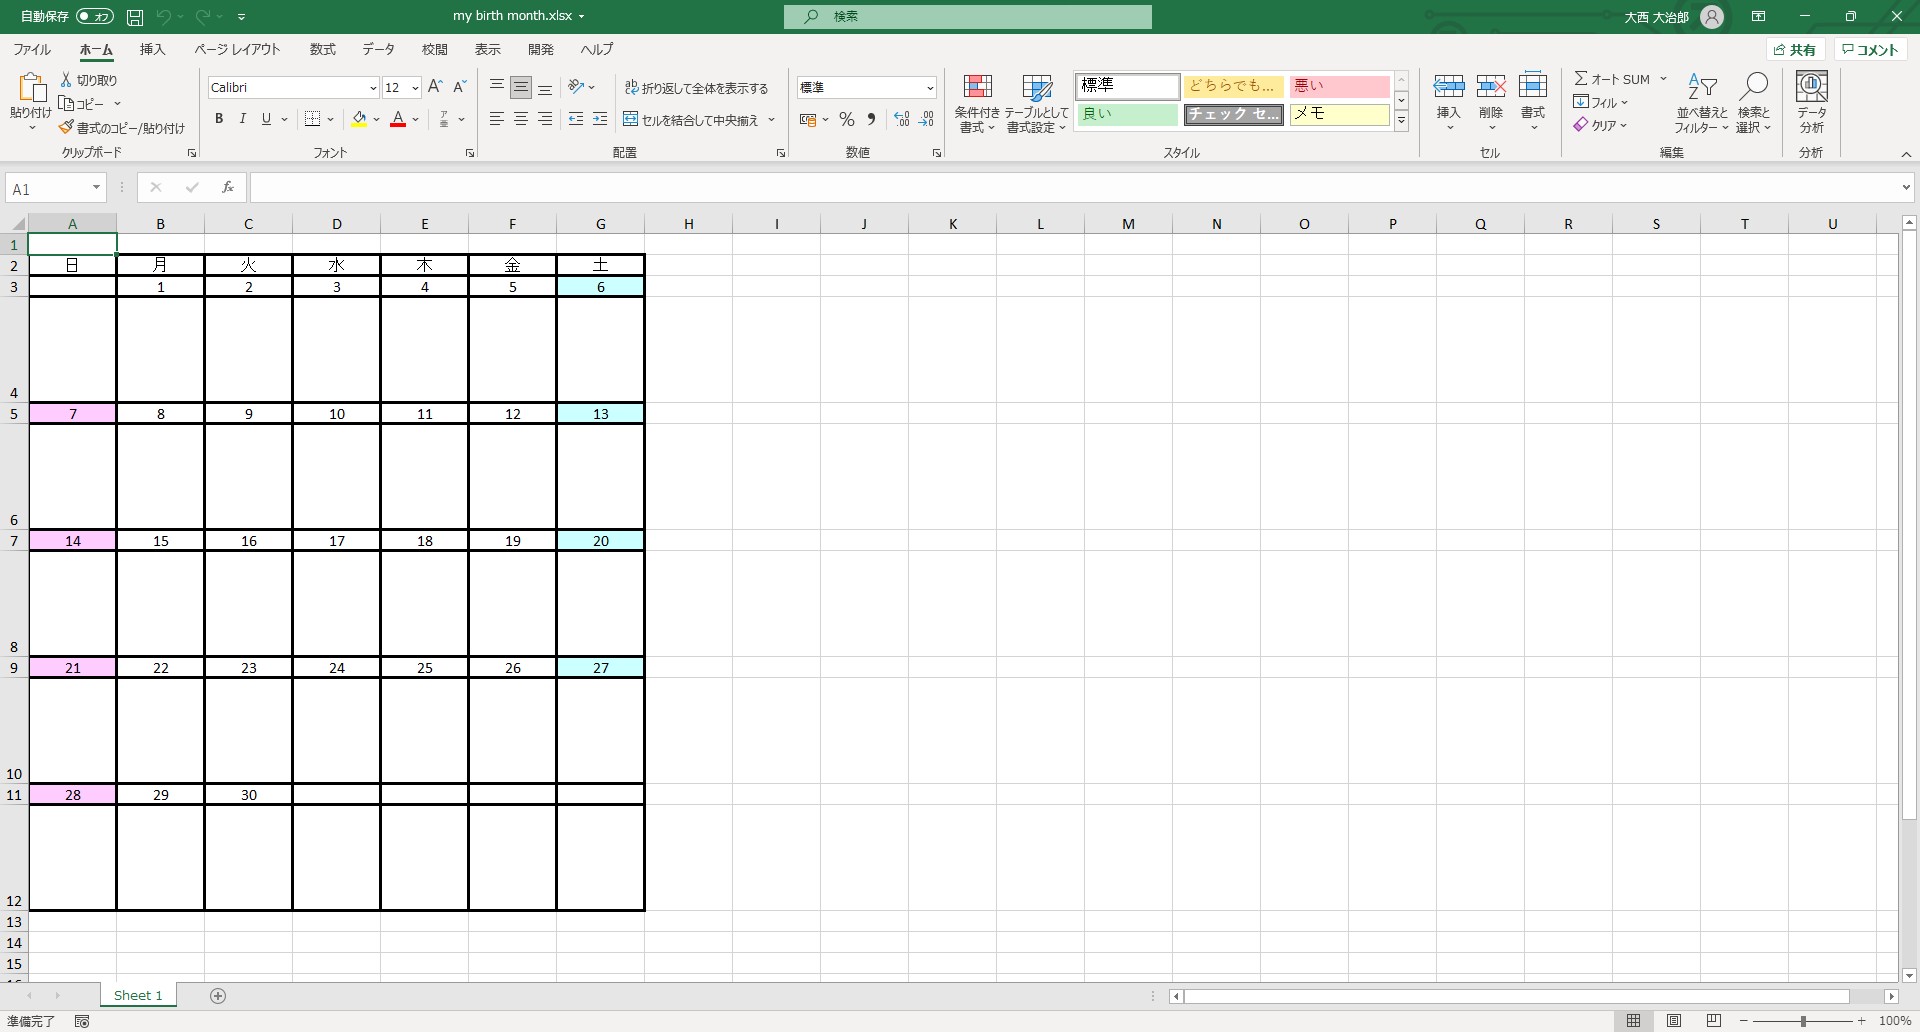 自動保存 オフ my birth month.xlsx 検索 大西 大治郎
ファイル ホーム 挿入 ページ レイアウト 数式 データ 校閲 表示 開発 ヘルプ 共有 コメント
貼り付け 切り取り コピー 書式のコピー/貼り付け
クリップボード
Calibri 12 A A
B I U A
フォント
折り返して全体を表示する
セルを結合して中央揃え
配置
標準
% 9
数値
条件付き書式
テーブルとして書式設定
標準 どちらでも... 悪い
良い チェック セ... メモ
スタイル
挿入 削除 書式
セル
オート SUM
フィル
クリア
並べ替えとフィルター
検索と選択
編集
データ分析
分析
A1 fx
A B C D E F G H I J K L M N O P Q R S T U
1
2 日 月 火 水 木 金 土
3 1 2 3 4 5 6
4
5 7 8 9 10 11 12 13
6
7 14 15 16 17 18 19 20
8
9 21 22 23 24 25 26 27
10
11 28 29 30
12
13
14
15
Sheet 1
準備完了 100%